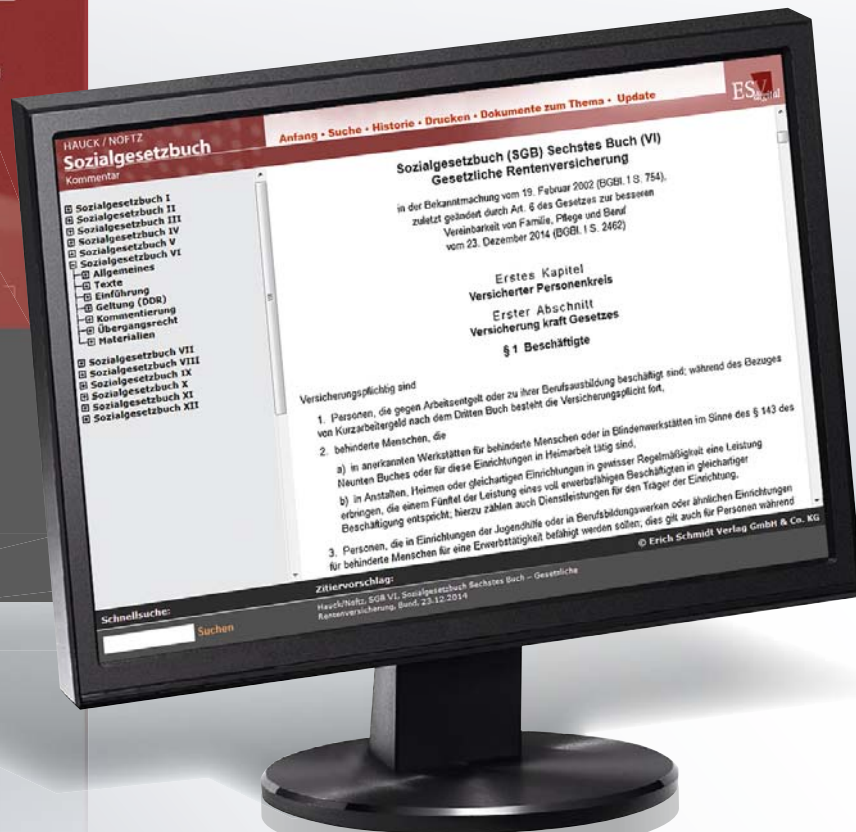 HAUCK / NOFTZ
Sozialgesetzbuch
Kommentar
Anfang • Suche • Historie • Drucken • Dokumente zum Thema • Update
ESV digital
Sozialgesetzbuch I
Sozialgesetzbuch II
Sozialgesetzbuch III
Sozialgesetzbuch IV
Sozialgesetzbuch V
Sozialgesetzbuch VI
Allgemeines
Texte
Einführung
Geltung (DDR)
Kommentierung
Übergangsrecht
Materialien
Sozialgesetzbuch VII
Sozialgesetzbuch VIII
Sozialgesetzbuch IX
Sozialgesetzbuch X
Sozialgesetzbuch XI
Sozialgesetzbuch XII
Sozialgesetzbuch (SGB) Sechstes Buch (VI)
Gesetzliche Rentenversicherung
in der Bekanntmachung vom 19. Februar 2002 (BGBl. I S. 754),
zuletzt geändert durch Art. 6 des Gesetzes zur besseren
Vereinbarkeit von Familie, Pflege und Beruf
vom 23. Dezember 2014 (BGBl. I S. 2462)
Erstes Kapitel
Versicherter Personenkreis
Erster Abschnitt
Versicherung kraft Gesetzes
§ 1 Beschäftigte
Versicherungspflichtig sind
1. Personen, die gegen Arbeitsentgelt oder zu ihrer Berufsausbildung beschäftigt sind; während des Bezuges
von Kurzarbeitergeld nach dem Dritten Buch besteht die Versicherungspflicht fort,
2. behinderte Menschen, die
a) in anerkannten Werkstätten für behinderte Menschen oder in Blindenwerkstätten im Sinne des § 143 des
Neunten Buches oder für diese Einrichtungen in Heimarbeit tätig sind,
b) in Anstalten, Heimen oder gleichartigen Einrichtungen in gewisser Regelmäßigkeit eine Leistung
erbringen, die einem Fünftel der Leistung eines voll erwerbsfähigen Beschäftigten in gleichartiger
Beschäftigung entspricht; hierzu zählen auch Dienstleistungen für den Träger der Einrichtung,
3. Personen, die in Einrichtungen der Jugendhilfe oder in Berufsbildungswerken oder ähnlichen Einrichtungen
für behinderte Menschen für eine Erwerbstätigkeit befähigt werden sollen; dies gilt auch für Personen während
Schnellsuche:
Suchen
Zitiervorschlag:
Hauck/Noftz, SGB VI, Sozialgesetzbuch Sechstes Buch – Gesetzliche
Rentenversicherung, Bund, 23.12.2014
© Erich Schmidt Verlag GmbH & Co. KG